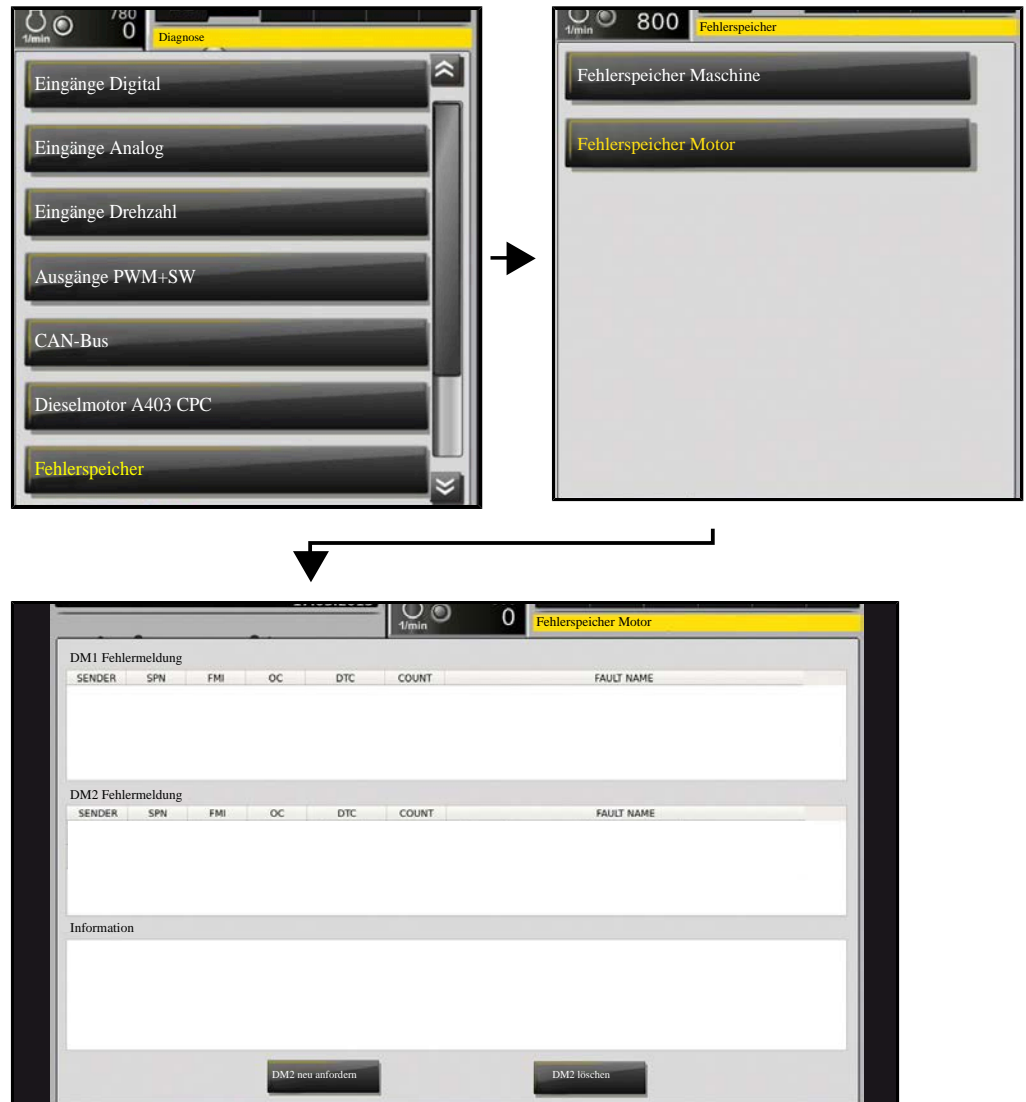 780
1/min
0
Diagnose
Eingänge Digital
Eingänge Analog
Eingänge Drehzahl
Ausgänge PWM+SW
CAN-Bus
Dieselmotor A403 CPC
Fehlerspeicher
1/min
800
Fehlerspeicher
Fehlerspeicher Maschine
Fehlerspeicher Motor
1/min
0
Fehlerspeicher Motor
DM1 Fehlermeldung
SENDER SPN FMI OC DTC COUNT FAULT NAME
DM2 Fehlermeldung
SENDER SPN FMI OC DTC COUNT FAULT NAME
Information
DM2 neu anfordern
DM2 löschen